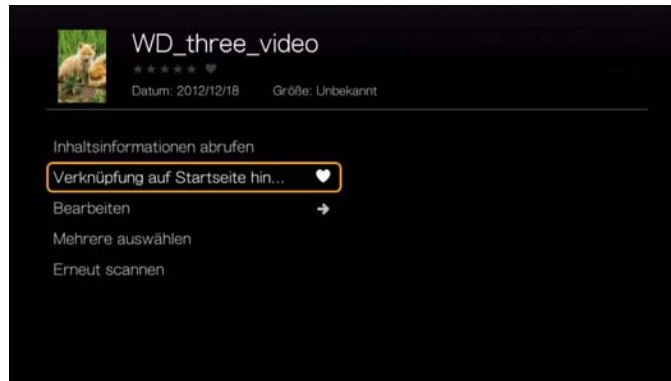 WD_three_video
Datum: 2012/12/18 Größe: Unbekannt
Inhaltsinformationen abrufen
Verknüpfung auf Startseite hin...
Bearbeiten
Mehrere auswählen
Erneut scannen